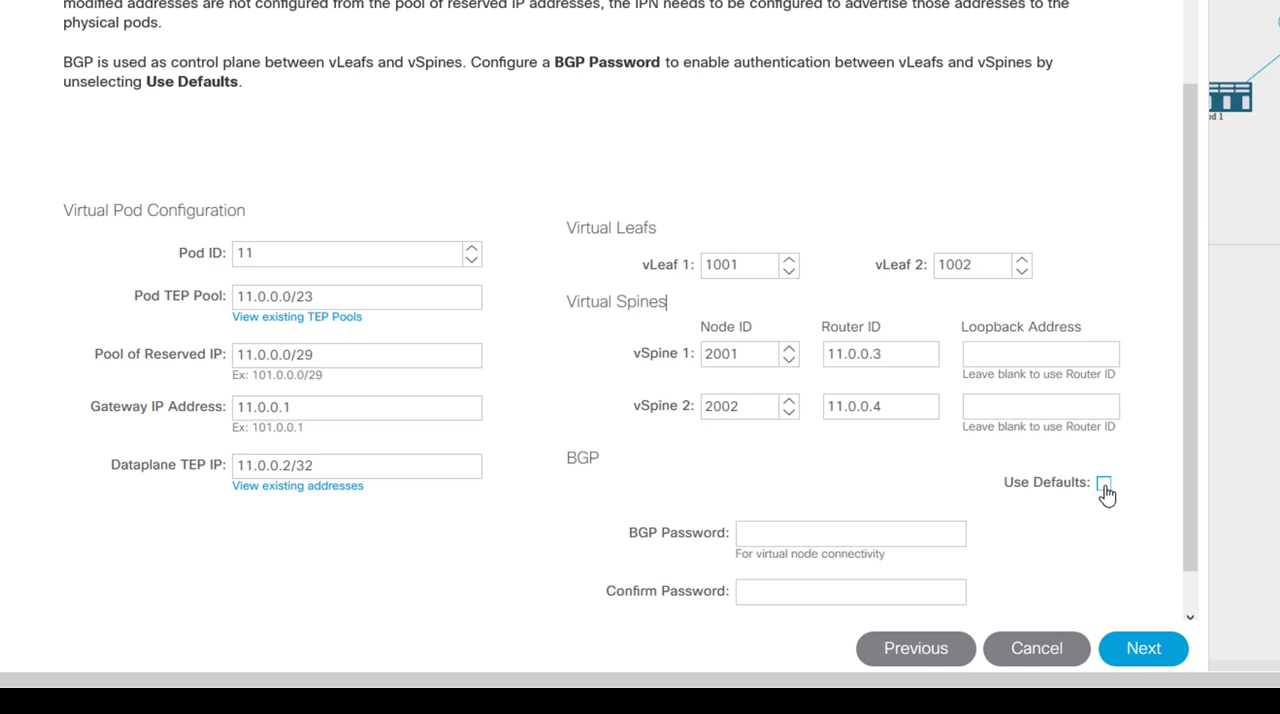 modified addresses are not configured from the pool of reserved IP addresses, the IPN needs to be configured to advertise those addresses to the
physical pods.
BGP is used as control plane between vLeafs and vSpines. Configure a BGP Password to enable authentication between vLeafs and vSpines by
unselecting Use Defaults.
Virtual Pod Configuration
Pod ID: 11
Pod TEP Pool: 11.0.0.0/23
View existing TEP Pools
Pool of Reserved IP: 11.0.0.0/29
Ex: 101.0.0.0/29
Gateway IP Address: 11.0.0.1
Ex: 101.0.0.1
Dataplane TEP IP: 11.0.0.2/32
View existing addresses
Virtual Leafs
vLeaf 1: 1001 vLeaf 2: 1002
Virtual Spines
Node ID Router ID Loopback Address
vSpine 1: 2001 11.0.0.3
Leave blank to use Router ID
vSpine 2: 2002 11.0.0.4
Leave blank to use Router ID
BGP
Use Defaults:
BGP Password:
For virtual node connectivity
Confirm Password:
Previous Cancel Next